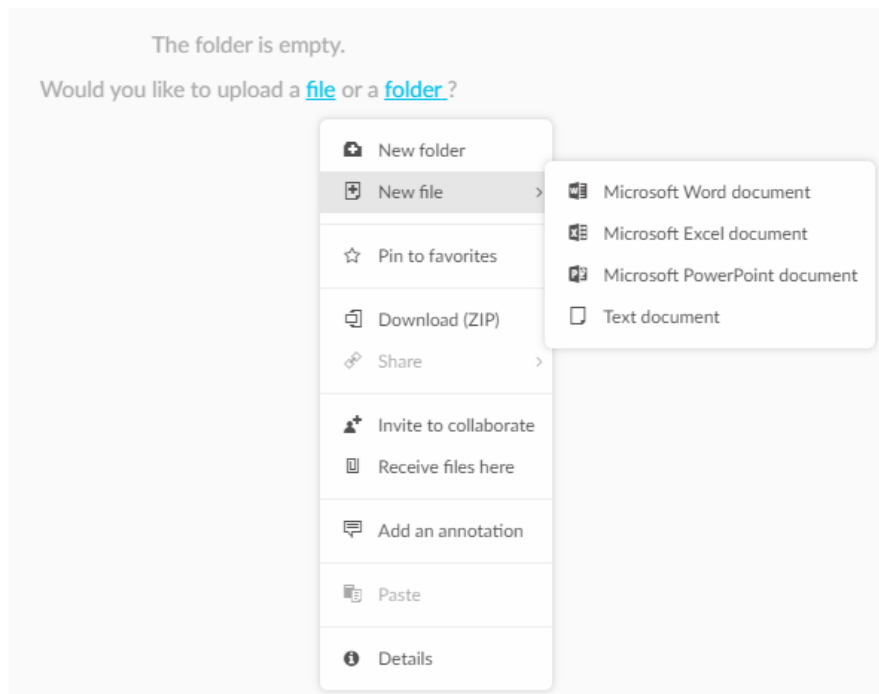 The folder is empty.
Would you like to upload a file or a folder ?
New folder
New file
Microsoft Word document
Microsoft Excel document
Microsoft PowerPoint document
Text document
Pin to favorites
Download (ZIP)
Share
Invite to collaborate
Receive files here
Add an annotation
Paste
Details